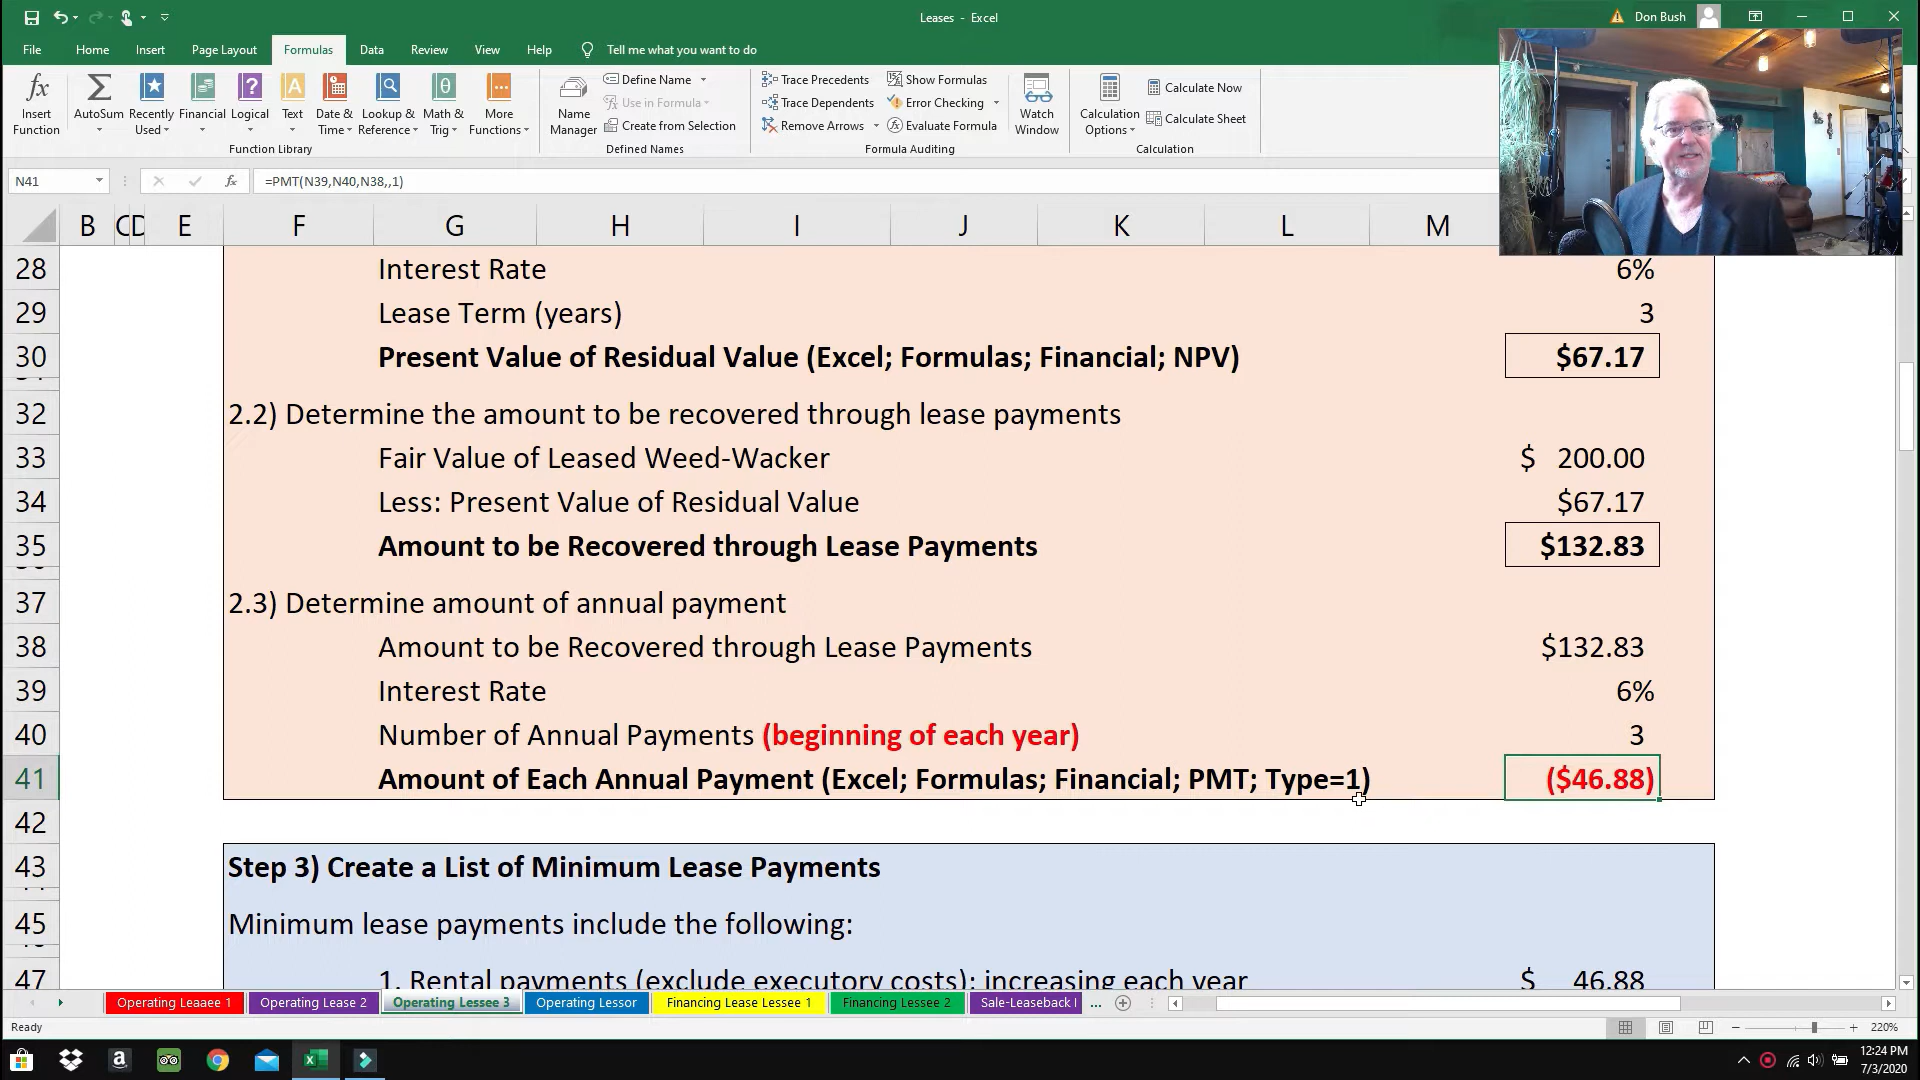 Leases - Excel
Don Bush
File Home Insert Page Layout Formulas Data Review View Help Tell me what you want to do
Insert Function
AutoSum
Recently Used
Financial
Logical
Text
Date & Time
Lookup & Reference
Math & Trig
More Functions
Function Library
Name Manager
Define Name
Use in Formula
Create from Selection
Defined Names
Trace Precedents
Trace Dependents
Remove Arrows
Show Formulas
Error Checking
Evaluate Formula
Formula Auditing
Watch Window
Calculation Options
Calculate Now
Calculate Sheet
Calculation
N41 fx =PMT(N39,N40,N38,,1)
B C D E F G H I J K L M
28 Interest Rate 6%
29 Lease Term (years) 3
30 Present Value of Residual Value (Excel; Formulas; Financial; NPV) $67.17
32 2.2) Determine the amount to be recovered through lease payments
33 Fair Value of Leased Weed-Wacker $ 200.00
34 Less: Present Value of Residual Value $67.17
35 Amount to be Recovered through Lease Payments $132.83
37 2.3) Determine amount of annual payment
38 Amount to be Recovered through Lease Payments $132.83
39 Interest Rate 6%
40 Number of Annual Payments (beginning of each year) 3
41 Amount of Each Annual Payment (Excel; Formulas; Financial; PMT; Type=1) ($46.88)
42
43 Step 3) Create a List of Minimum Lease Payments
45 Minimum lease payments include the following:
47 1. Rental payments (exclude executory costs); increasing each year $ 46.88
Operating Leaaee 1 Operating Lease 2 Operating Lessee 3 Operating Lessor Financing Lease Lessee 1 Financing Lessee 2 Sale-Leaseback ...
Ready 220%
12:24 PM
7/3/2020